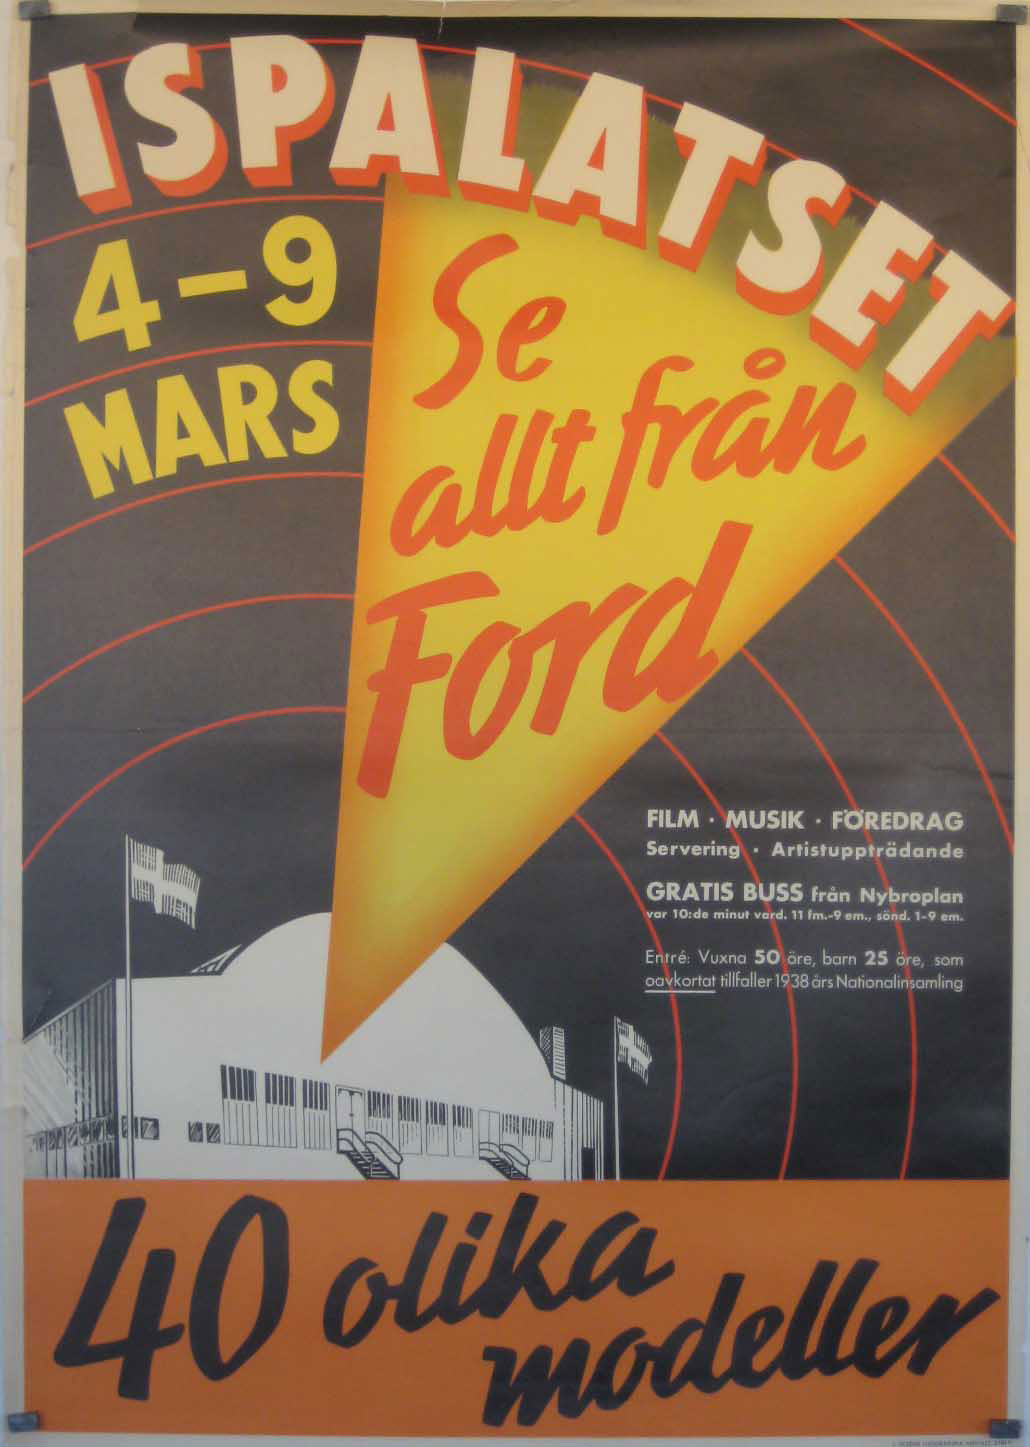 ISPALATSET
4–9
MARS
Se
allt från
Ford
FILM · MUSIK · FÖREDRAG
Servering · Artistuppträdande
GRATIS BUSS från Nybroplan
var 10:de minut vard. 11 fm.-9 em., sönd. 1-9 em.
Entré: Vuxna 50 öre, barn 25 öre, som
oavkortat tillfaller 1938 års Nationalinsamling
40 olika
modeller